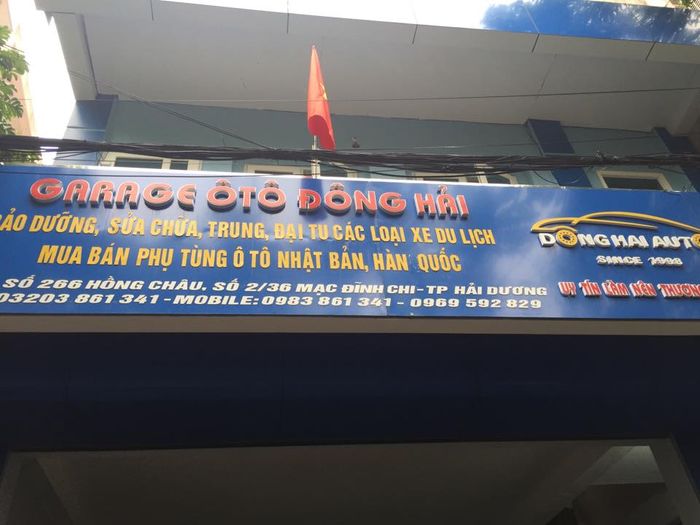 GARAGE ÔTÔ ĐÔNG HẢI
BẢO DƯỠNG, SỬA CHỮA, TRUNG, ĐẠI TU CÁC LOẠI XE DU LỊCH
MUA BÁN PHỤ TÙNG Ô TÔ NHẬT BẢN, HÀN QUỐC
SỐ 266 HỒNG CHÂU, SỐ 2/36 MẠC ĐĨNH CHI-TP HẢI DƯƠNG
03203 861 341 - MOBILE: 0983 861 341 - 0969 592 829
DONG HAI AUTO
SINCE 1998
UY TÍN LÀM NÊN THƯƠNG